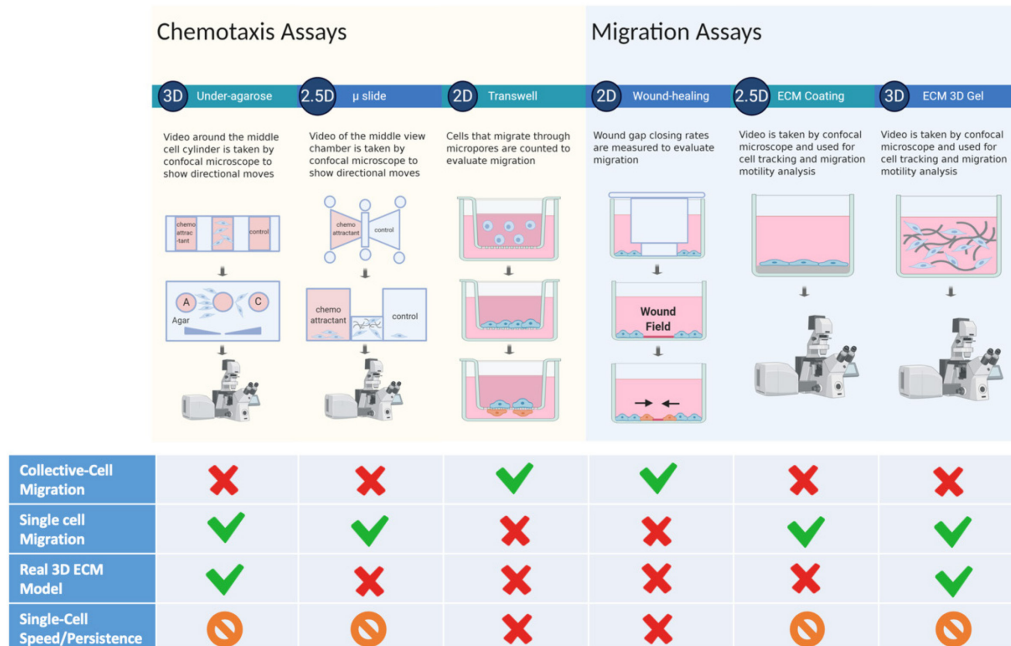 Chemotaxis Assays
Migration Assays
3D Under-agarose
2.5D µ slide
2D Transwell
2D Wound-healing
2.5D ECM Coating
3D ECM 3D Gel
Video around the middle
cell cylinder is taken by
confocal microscope to
show directional moves
Video of the middle view
chamber is taken by
confocal microscope to
show directional moves
Cells that migrate through
micropores are counted to
evaluate migration
Wound gap closing rates
are measured to evaluate
migration
Video is taken by confocal
microscope and used for
cell tracking and migration
motility analysis
Video is taken by confocal
microscope and used for
cell tracking and migration
motility analysis
chemo
attrac
-tant
control
chemo
attractant
control
A
C
Agar
chemo
attractant
control
Wound
Field
Collective-Cell
Migration
Single cell
Migration
Real 3D ECM
Model
Single-Cell
Speed/Persistence